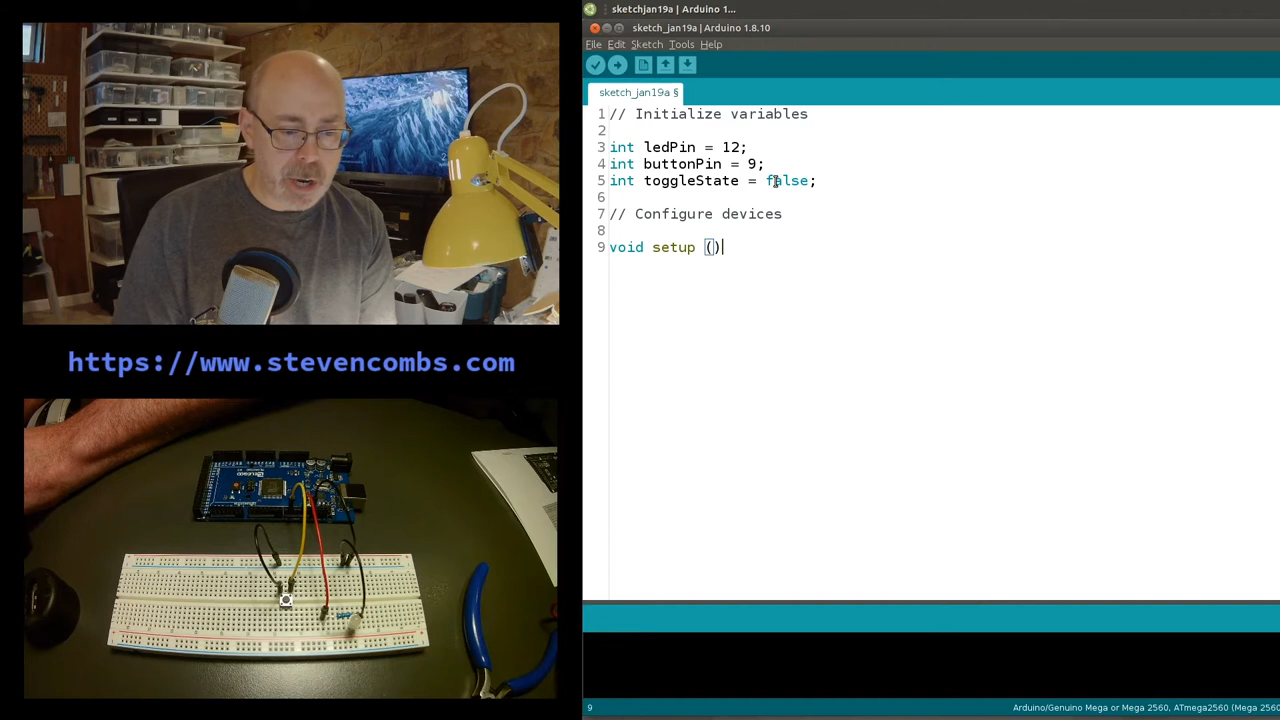 sketchjan19a | Arduino 1...
sketch_jan19a | Arduino 1.8.10
File Edit Sketch Tools Help
sketch_jan19a §
1 // Initialize variables
2
3 int ledPin = 12;
4 int buttonPin = 9;
5 int toggleState = false;
6
7 // Configure devices
8
9 void setup ()
https://www.stevencombs.com
9
Arduino/Genuino Mega or Mega 2560, ATmega2560 (Mega 2560